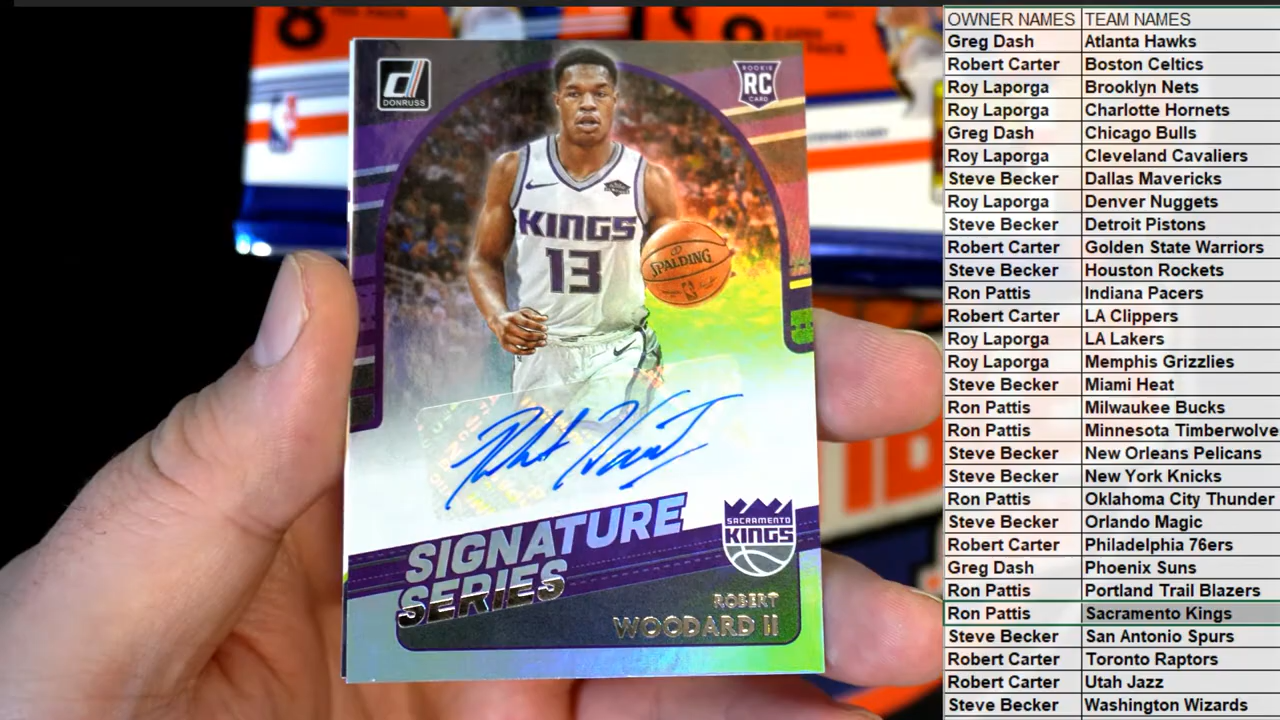 DONRUSS
ROOKIE
RC
CARD
KINGS
13
SPALDING
SIGNATURE
SERIES
SACRAMENTO
KINGS
ROBERT
WOODARD II
OWNER NAMES TEAM NAMES
Greg Dash Atlanta Hawks
Robert Carter Boston Celtics
Roy Laporga Brooklyn Nets
Roy Laporga Charlotte Hornets
Greg Dash Chicago Bulls
Roy Laporga Cleveland Cavaliers
Steve Becker Dallas Mavericks
Roy Laporga Denver Nuggets
Steve Becker Detroit Pistons
Robert Carter Golden State Warriors
Steve Becker Houston Rockets
Ron Pattis Indiana Pacers
Robert Carter LA Clippers
Roy Laporga LA Lakers
Roy Laporga Memphis Grizzlies
Steve Becker Miami Heat
Ron Pattis Milwaukee Bucks
Ron Pattis Minnesota Timberwolve
Steve Becker New Orleans Pelicans
Steve Becker New York Knicks
Ron Pattis Oklahoma City Thunder
Steve Becker Orlando Magic
Robert Carter Philadelphia 76ers
Greg Dash Phoenix Suns
Ron Pattis Portland Trail Blazers
Ron Pattis Sacramento Kings
Steve Becker San Antonio Spurs
Robert Carter Toronto Raptors
Robert Carter Utah Jazz
Steve Becker Washington Wizards